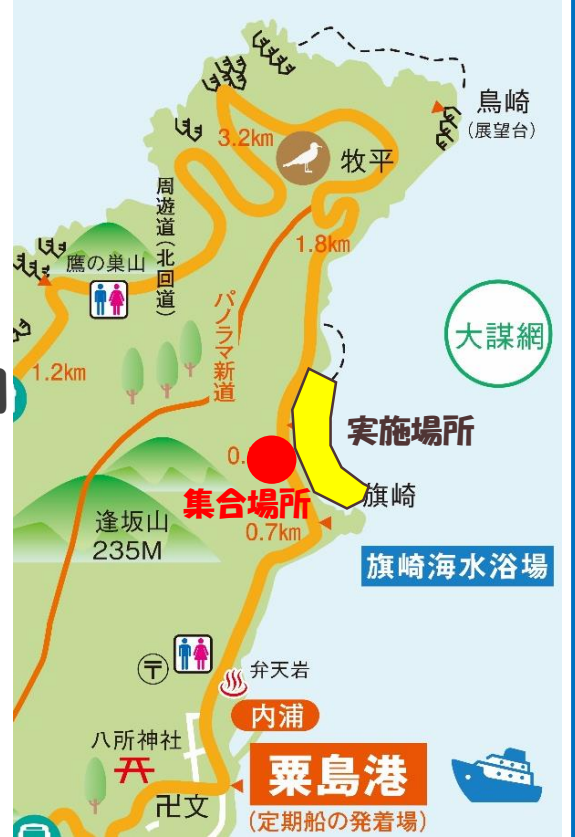 鳥崎
(展望台)
3.2km
牧平
周遊道(北回道)
1.8km
鷹の巣山
パノラマ新道
大謀網
1.2km
実施場所
0.
集合場所
旗崎
逢坂山
235M
0.7km
旗崎海水浴場
〒
弁天岩
内浦
八所神社
粟島港
卍文
(定期船の発着場)